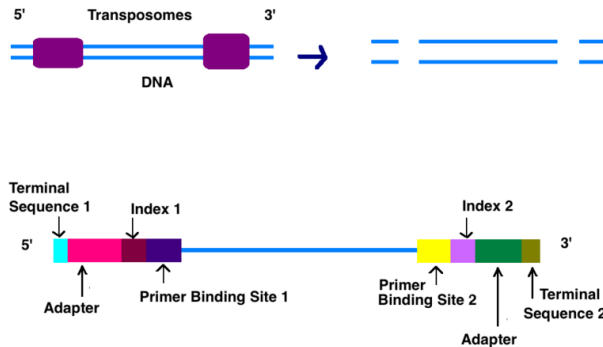 5' Transposomes 3'
DNA
Terminal
Sequence 1
Index 1
Index 2
5'
3'
Adapter
Primer Binding Site 1
Primer
Binding Site 2
Terminal
Sequence 2
Adapter